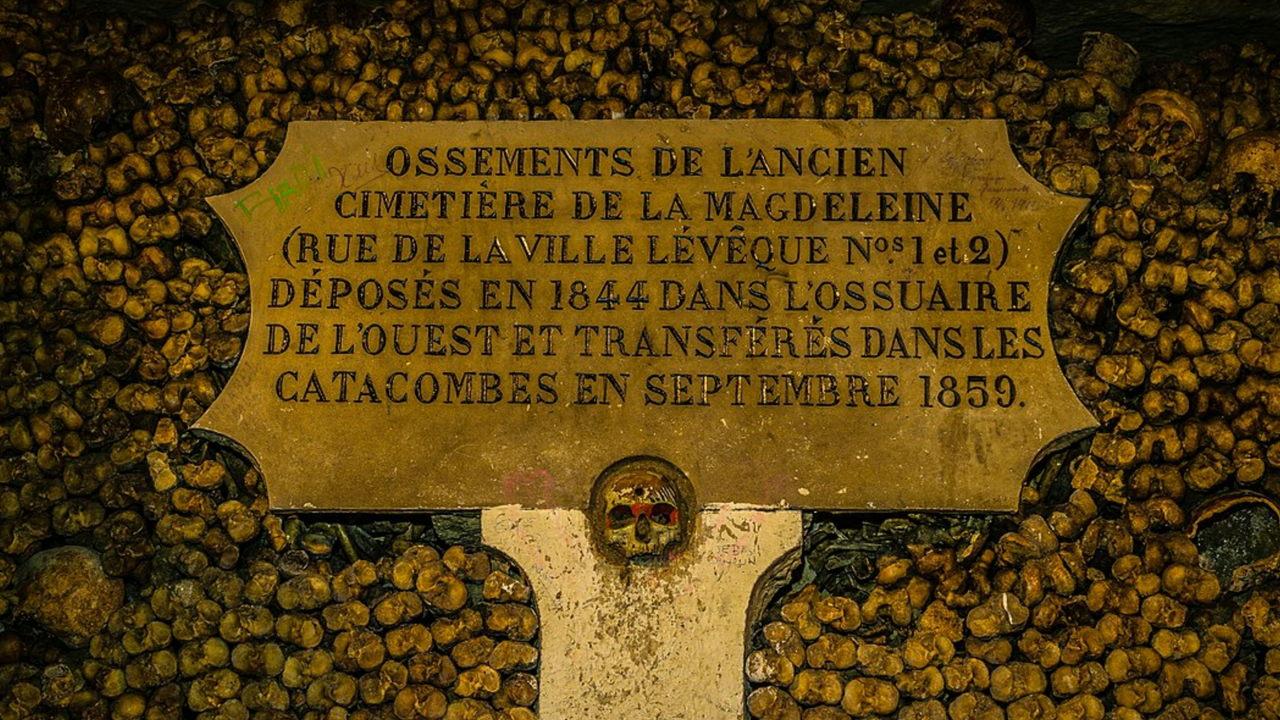 OSSEMENTS DE L'ANCIEN
CIMETIÈRE DE LA MAGDELEINE
(RUE DE LA VILLE LÉVÊQUE Nos. 1 et 2)
DÉPOSÉS EN 1844 DANS L'OSSUAIRE
DE L'OUEST ET TRANSFÉRÉS DANS LES
CATACOMBES EN SEPTEMBRE 1859.